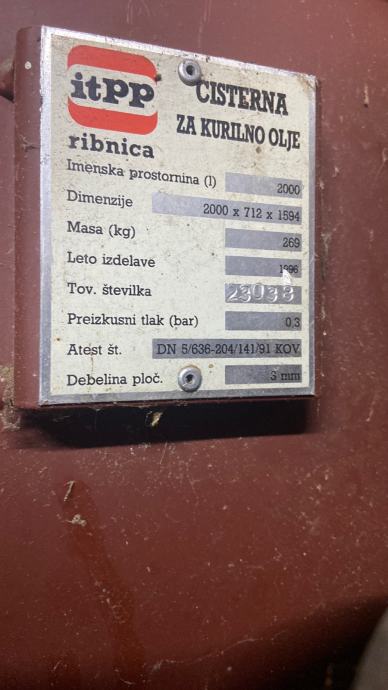 itPP
ribnica
CISTERNA
ZA KURILNO OLJE
Imenska prostornina (l) 2000
Dimenzije 2000 x 712 x 1594
Masa (kg) 269
Leto izdelave 1996
Tov. številka 23038
Preizkusni tlak (bar) 0,3
Atest št. DN 5/636-204/141/91 KOV
Debelina ploč. 3 mm